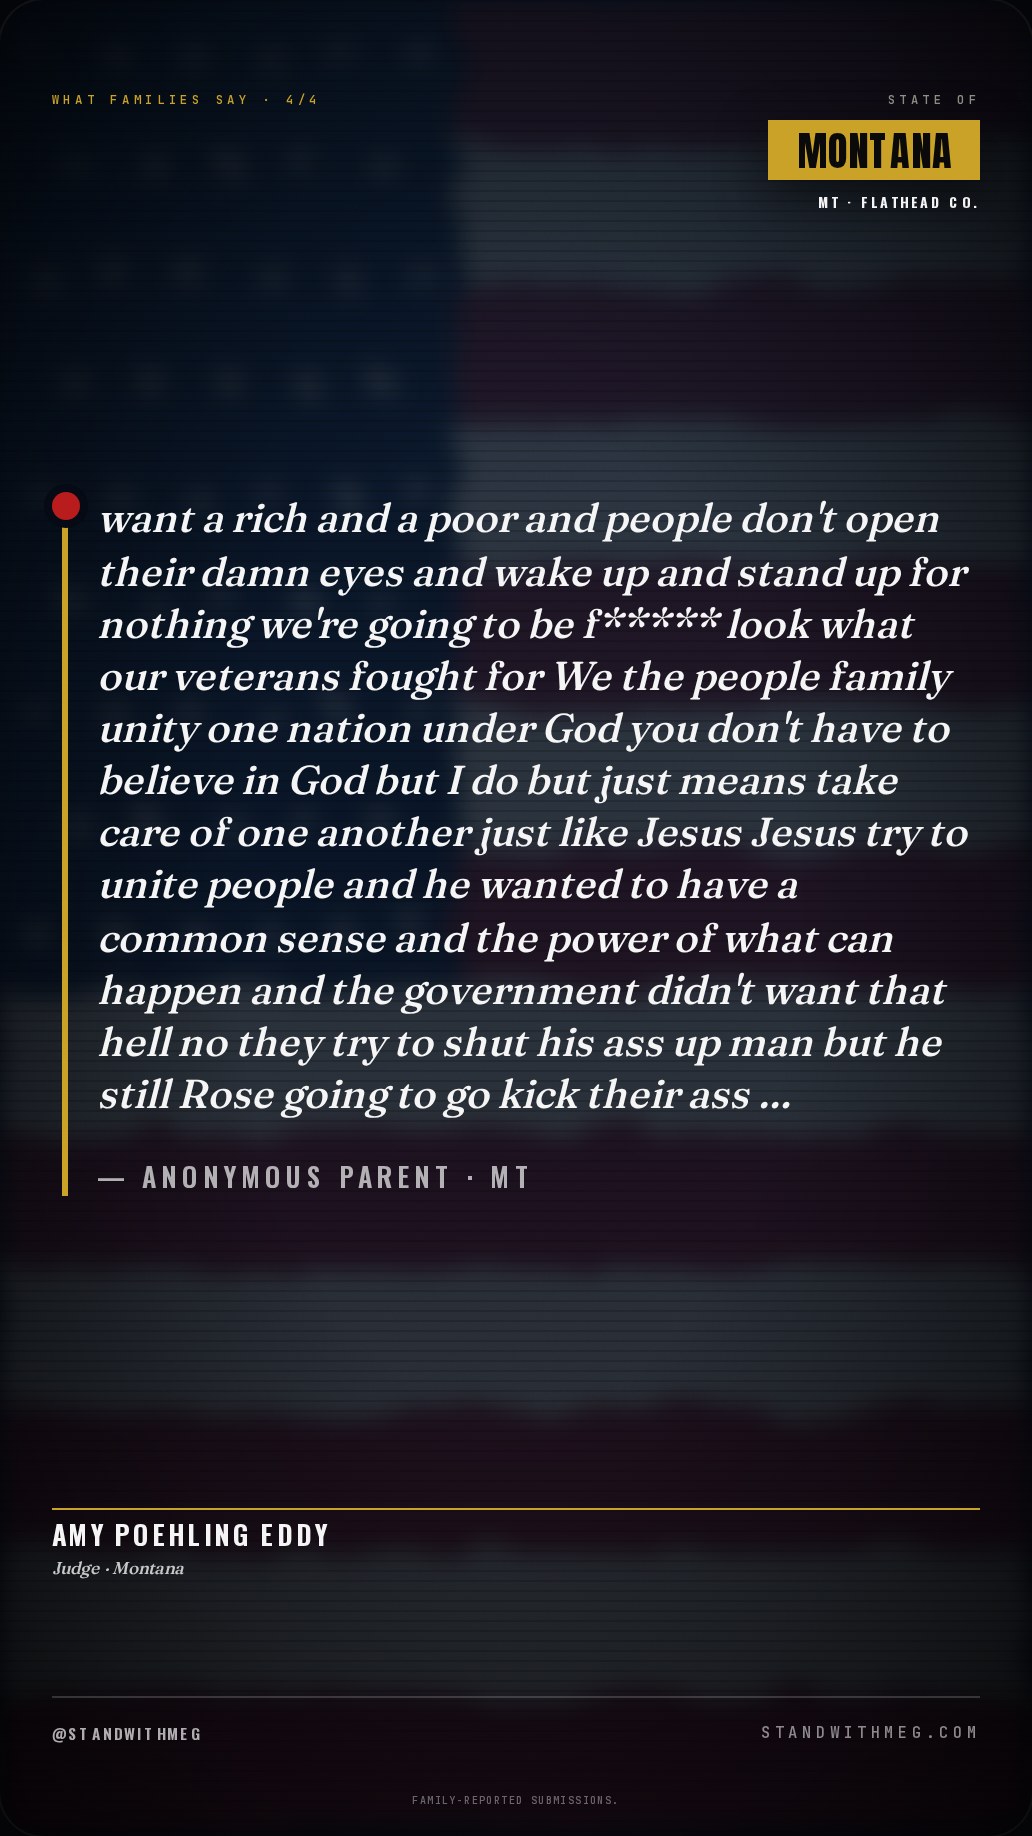 WHAT FAMILIES SAY · 4/4
STATE OF
MONTANA
MT · FLATHEAD CO.
want a rich and a poor and people don't open
their damn eyes and wake up and stand up for
nothing we're going to be f***** look what
our veterans fought for We the people family
unity one nation under God you don't have to
believe in God but I do but just means take
care of one another just like Jesus Jesus try to
unite people and he wanted to have a
common sense and the power of what can
happen and the government didn't want that
hell no they try to shut his ass up man but he
still Rose going to go kick their ass ...
— ANONYMOUS PARENT · MT
AMY POEHLING EDDY
Judge · Montana
@STANDWITHMEG
STANDWITHMEG.COM
FAMILY-REPORTED SUBMISSIONS.